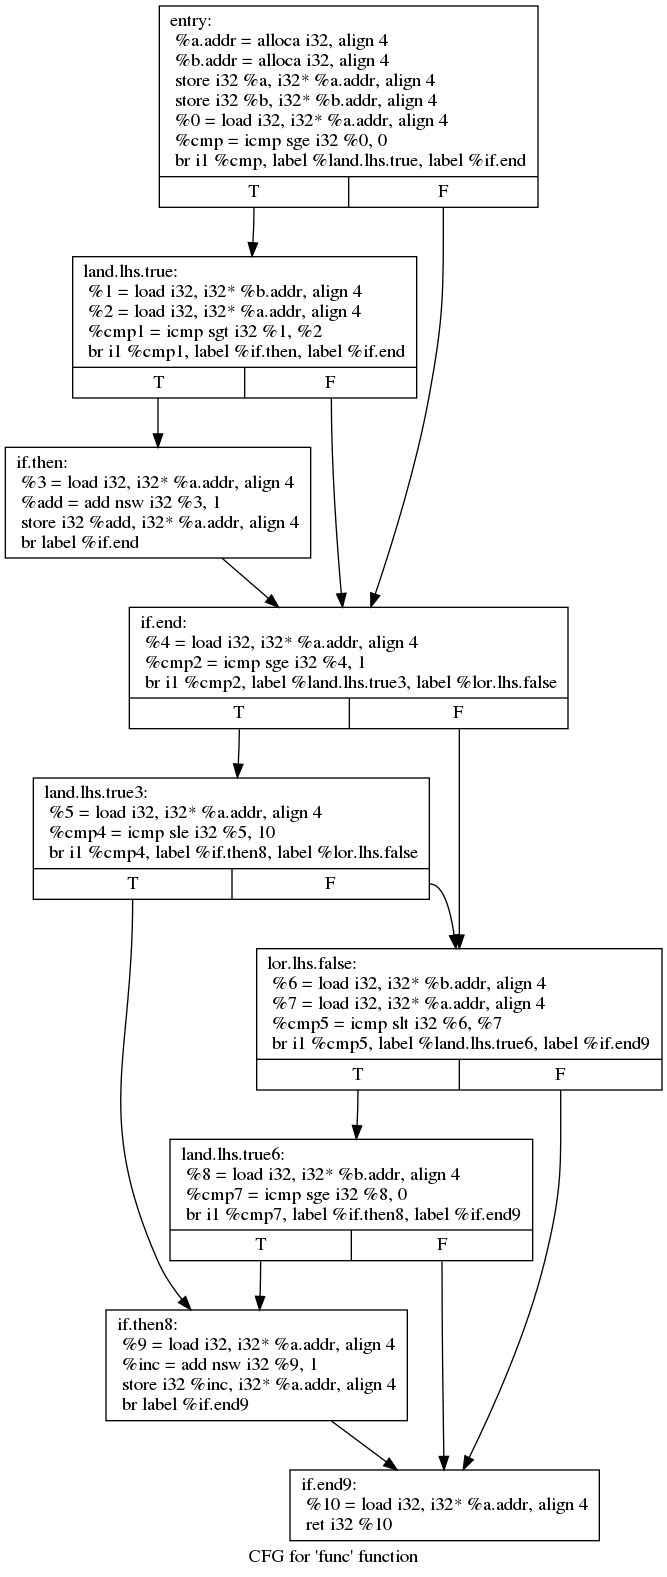 entry:
%a.addr = alloca i32, align 4
%b.addr = alloca i32, align 4
store i32 %a, i32* %a.addr, align 4
store i32 %b, i32* %b.addr, align 4
%0 = load i32, i32* %a.addr, align 4
%cmp = icmp sge i32 %0, 0
br i1 %cmp, label %land.lhs.true, label %if.end
T F
land.lhs.true:
%1 = load i32, i32* %b.addr, align 4
%2 = load i32, i32* %a.addr, align 4
%cmp1 = icmp sgt i32 %1, %2
br i1 %cmp1, label %if.then, label %if.end
T F
if.then:
%3 = load i32, i32* %a.addr, align 4
%add = add nsw i32 %3, 1
store i32 %add, i32* %a.addr, align 4
br label %if.end
if.end:
%4 = load i32, i32* %a.addr, align 4
%cmp2 = icmp sge i32 %4, 1
br i1 %cmp2, label %land.lhs.true3, label %lor.lhs.false
T F
land.lhs.true3:
%5 = load i32, i32* %a.addr, align 4
%cmp4 = icmp sle i32 %5, 10
br i1 %cmp4, label %if.then8, label %lor.lhs.false
T F
lor.lhs.false:
%6 = load i32, i32* %b.addr, align 4
%7 = load i32, i32* %a.addr, align 4
%cmp5 = icmp slt i32 %6, %7
br i1 %cmp5, label %land.lhs.true6, label %if.end9
T F
land.lhs.true6:
%8 = load i32, i32* %b.addr, align 4
%cmp7 = icmp sge i32 %8, 0
br i1 %cmp7, label %if.then8, label %if.end9
T F
if.then8:
%9 = load i32, i32* %a.addr, align 4
%inc = add nsw i32 %9, 1
store i32 %inc, i32* %a.addr, align 4
br label %if.end9
if.end9:
%10 = load i32, i32* %a.addr, align 4
ret i32 %10
CFG for 'func' function